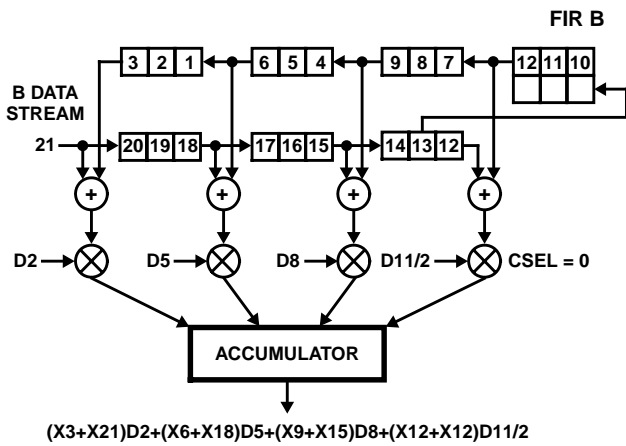 FIR B
3 2 1
6 5 4
9 8 7
12 11 10
B DATA
STREAM
21
20 19 18
17 16 15
14 13 12
+ + + +
D2
D5
D8
D11/2
CSEL = 0
ACCUMULATOR
(X3+X21)D2+(X6+X18)D5+(X9+X15)D8+(X12+X12)D11/2